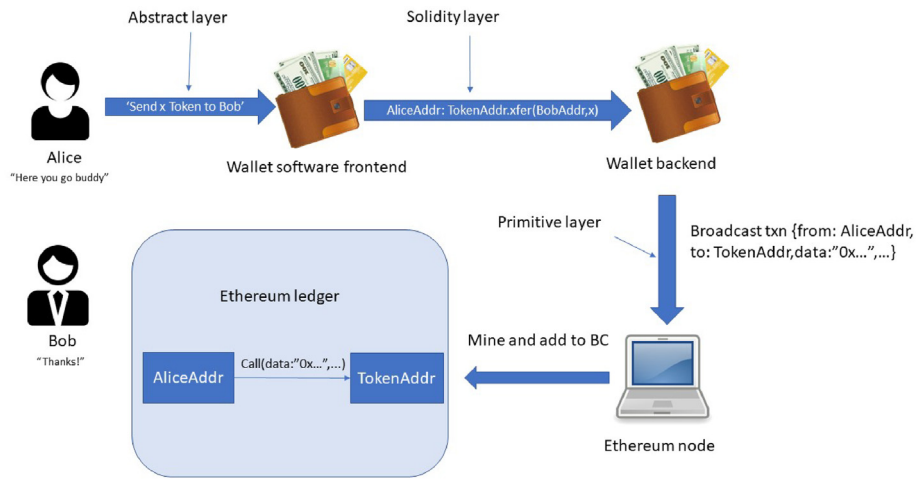 Abstract layer
Solidity layer
'Send x Token to Bob'
AliceAddr: TokenAddr.xfer(BobAddr,x)
Alice
"Here you go buddy"
Wallet software frontend
Wallet backend
Primitive layer
Broadcast txn {from: AliceAddr,
to: TokenAddr,data:"0x...",...}
Ethereum ledger
Bob
"Thanks!"
Mine and add to BC
AliceAddr
Call(data:"0x...",...)
TokenAddr
Ethereum node